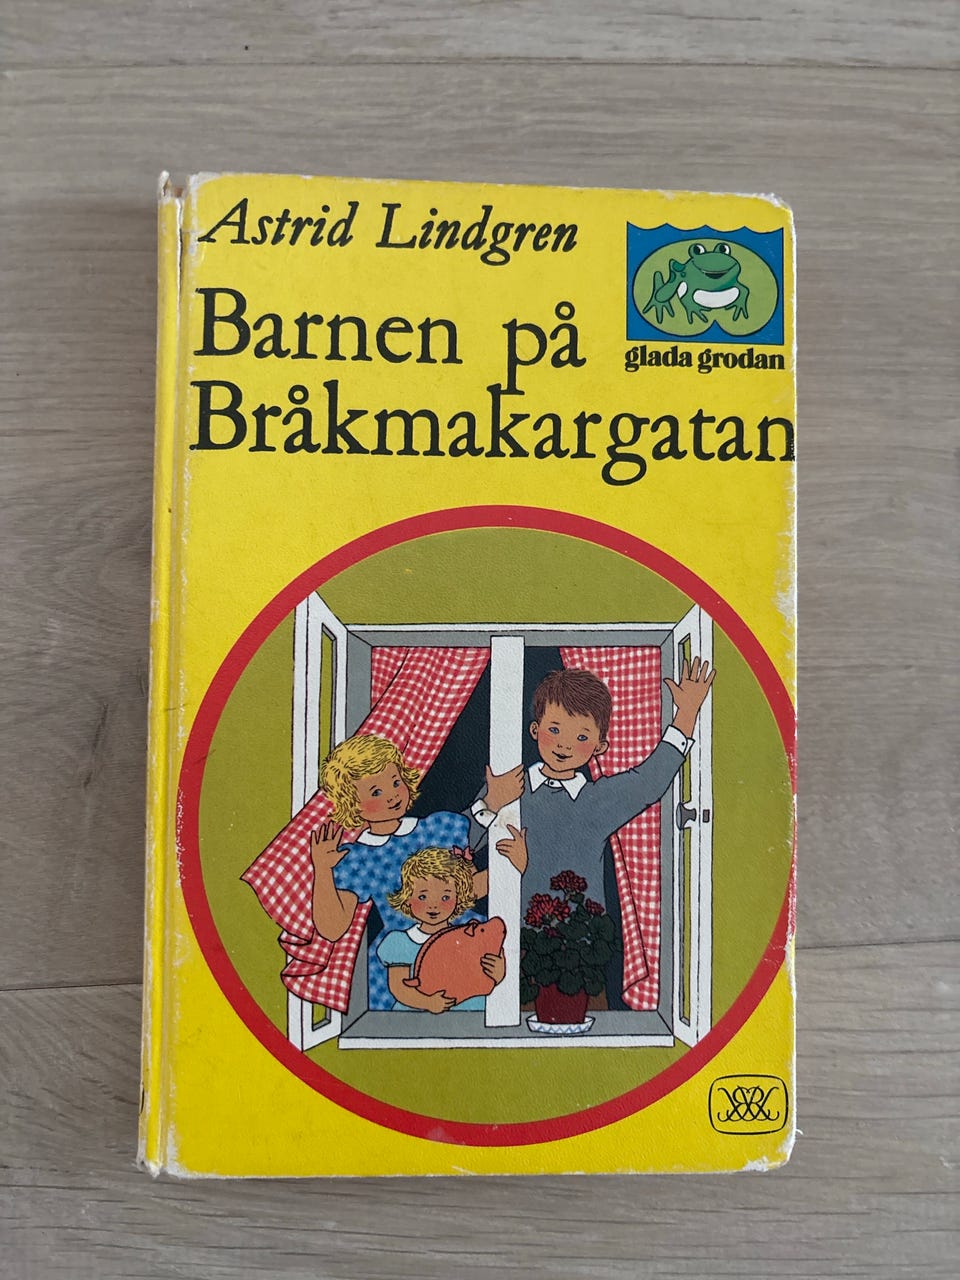 Astrid Lindgren
Barnen på
Bråkmakargatan
glada grodan